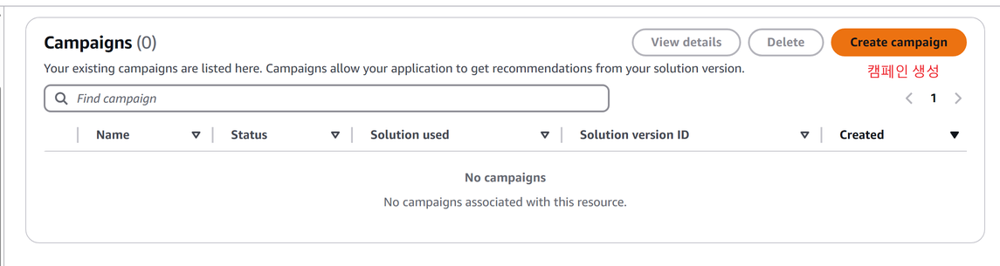 Campaigns (0)
View details
Delete
Create campaign
Your existing campaigns are listed here. Campaigns allow your application to get recommendations from your solution version.
캠페인 생성
Find campaign
1
Name
Status
Solution used
Solution version ID
Created
No campaigns
No campaigns associated with this resource.